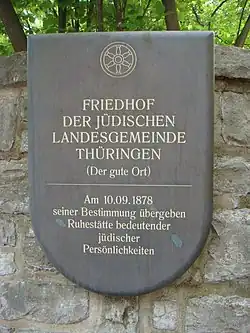 FRIEDHOF
DER JÜDISCHEN
LANDESGEMEINDE
THÜRINGEN
(Der gute Ort)
Am 10.09.1878
seiner Bestimmung übergeben
Ruhestätte bedeutender
jüdischer
Persönlichkeiten